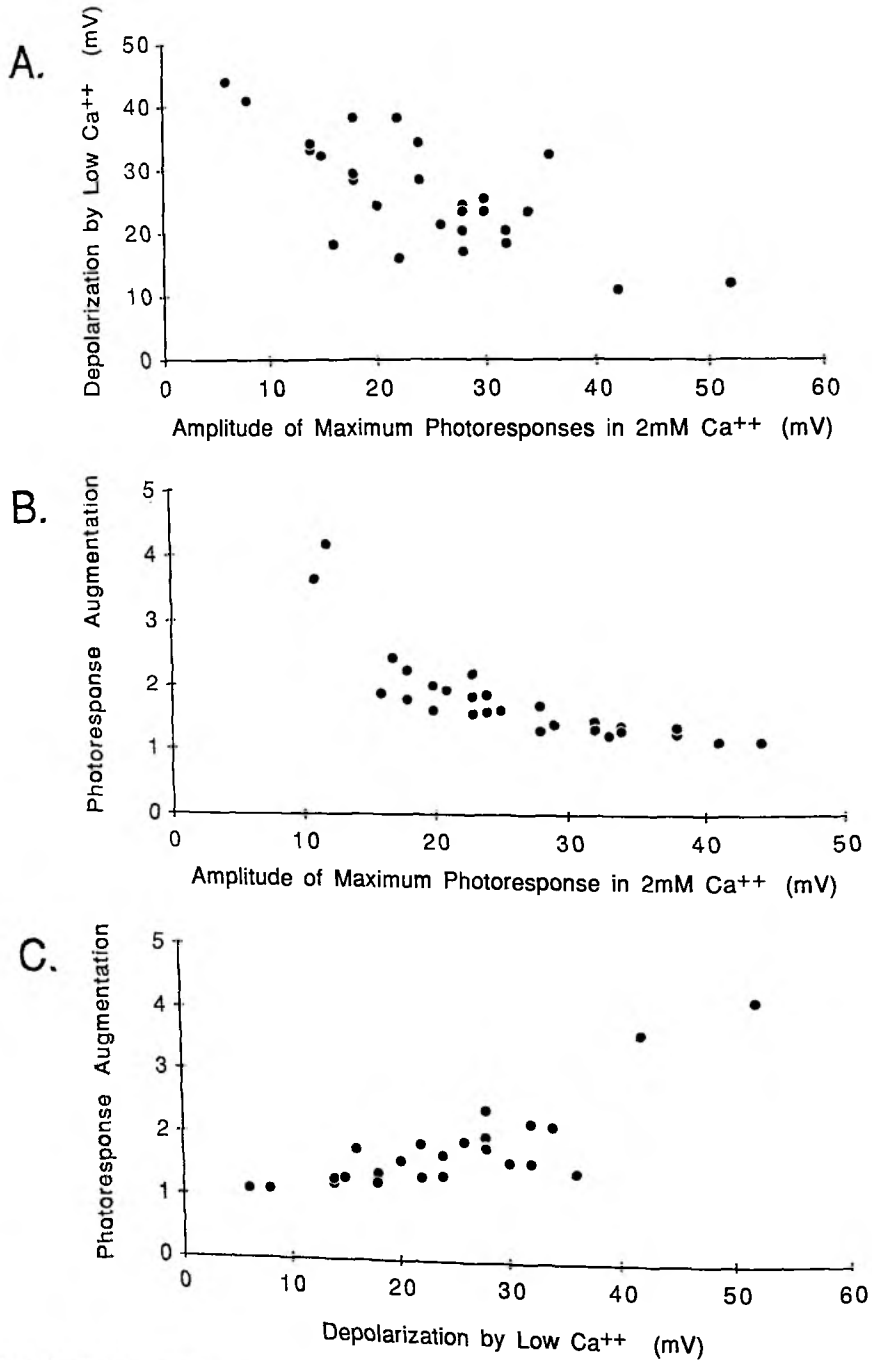 A.
Depolarization by Low Ca++ (mV)
50
40
30
20
10
0
0 10 20 30 40 50 60
Amplitude of Maximum Photoresponses in 2mM Ca++ (mV)
B.
Photoresponse Augmentation
5
4
3
2
1
0
0 10 20 30 40 50
Amplitude of Maximum Photoresponse in 2mM Ca++ (mV)
C.
Photoresponse Augmentation
5
4
3
2
1
0
0 10 20 30 40 50 60
Depolarization by Low Ca++ (mV)